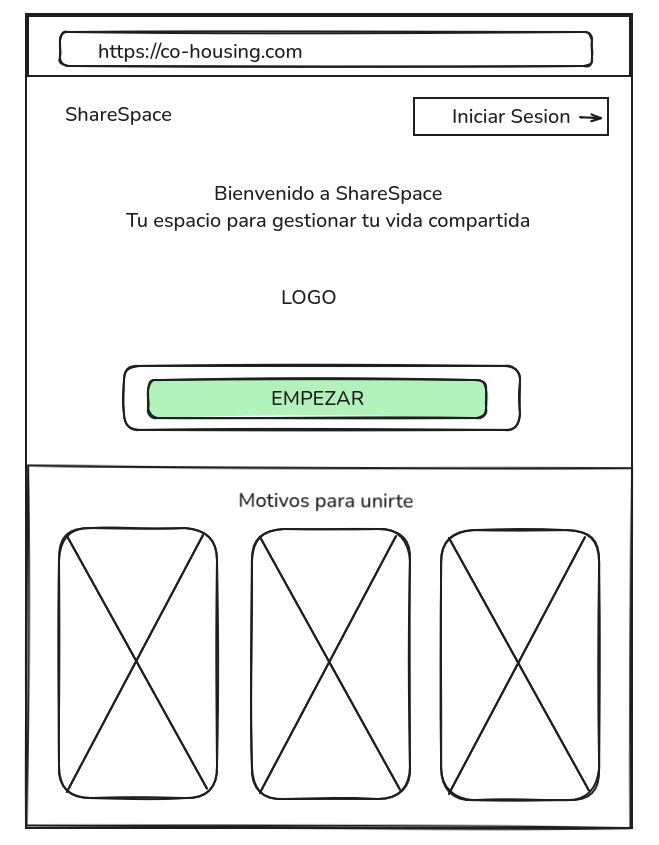 https://co-housing.com
ShareSpace
Iniciar Sesion
Bienvenido a ShareSpace
Tu espacio para gestionar tu vida compartida
LOGO
EMPEZAR
Motivos para unirte